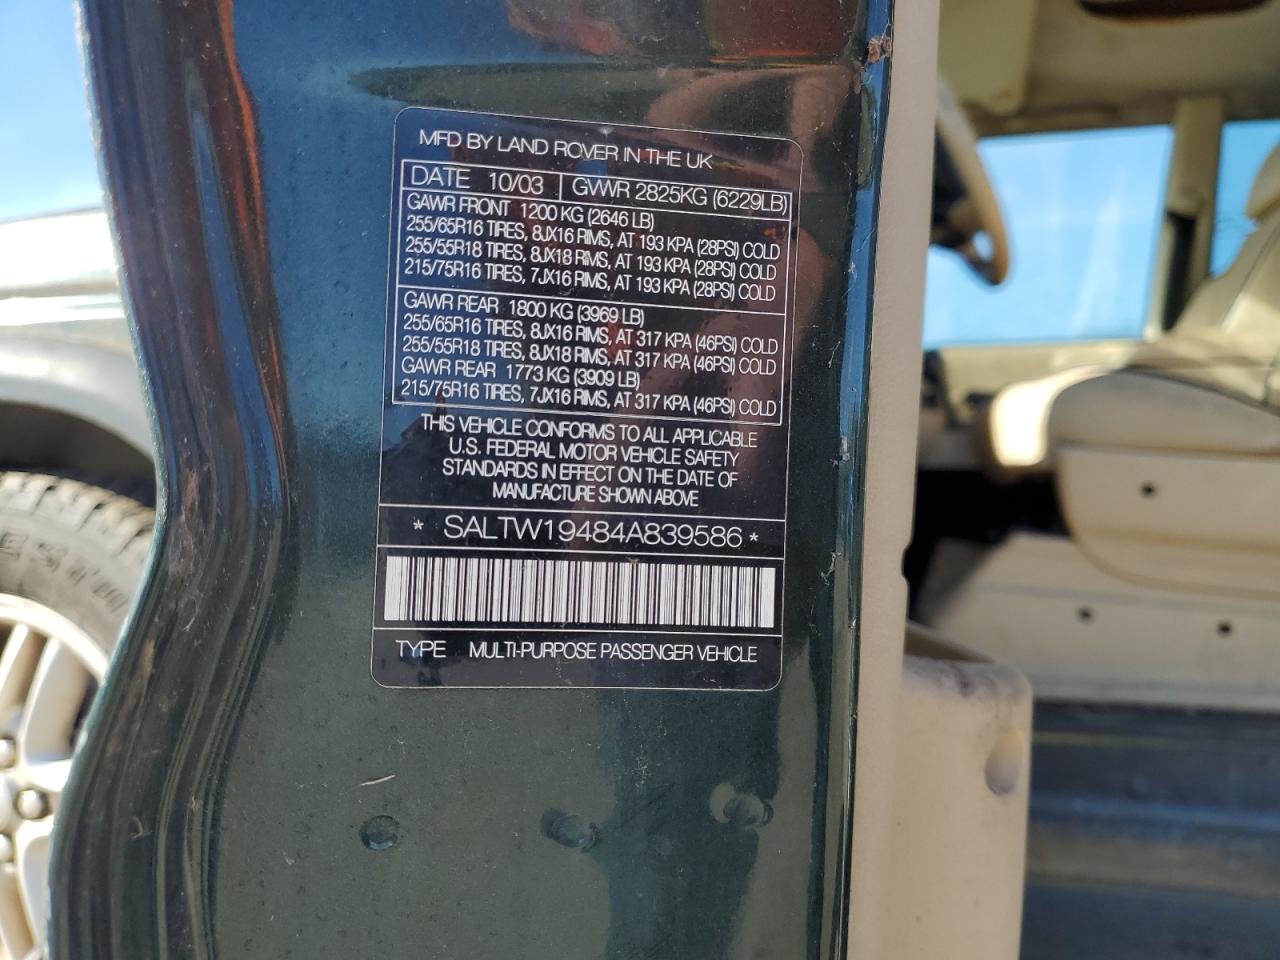 MFD BY LAND ROVER IN THE UK
DATE 10/03 GWWR 2825KG (6229LB)
GAWR FRONT 1200 KG (2646 LB)
255/65R16 TIRES, 8JX16 RIMS, AT 193 KPA (28PSI) COLD
255/55R18 TIRES, 8JX18 RIMS, AT 193 KPA (28PSI) COLD
215/75R16 TIRES, 7JX16 RIMS, AT 193 KPA (28PSI) COLD
GAWR REAR 1800 KG (3969 LB)
255/65R16 TIRES, 8JX16 RIMS, AT 317 KPA (46PSI) COLD
255/55R18 TIRES, 8JX18 RIMS, AT 317 KPA (46PSI) COLD
GAWR REAR 1773 KG (3909 LB)
215/75R16 TIRES, 7JX16 RIMS, AT 317 KPA (46PSI) COLD
THIS VEHICLE CONFORMS TO ALL APPLICABLE
U.S. FEDERAL MOTOR VEHICLE SAFETY
STANDARDS IN EFFECT ON THE DATE OF
MANUFACTURE SHOWN ABOVE
* SALTW19484A839586 *
TYPE MULTI-PURPOSE PASSENGER VEHICLE